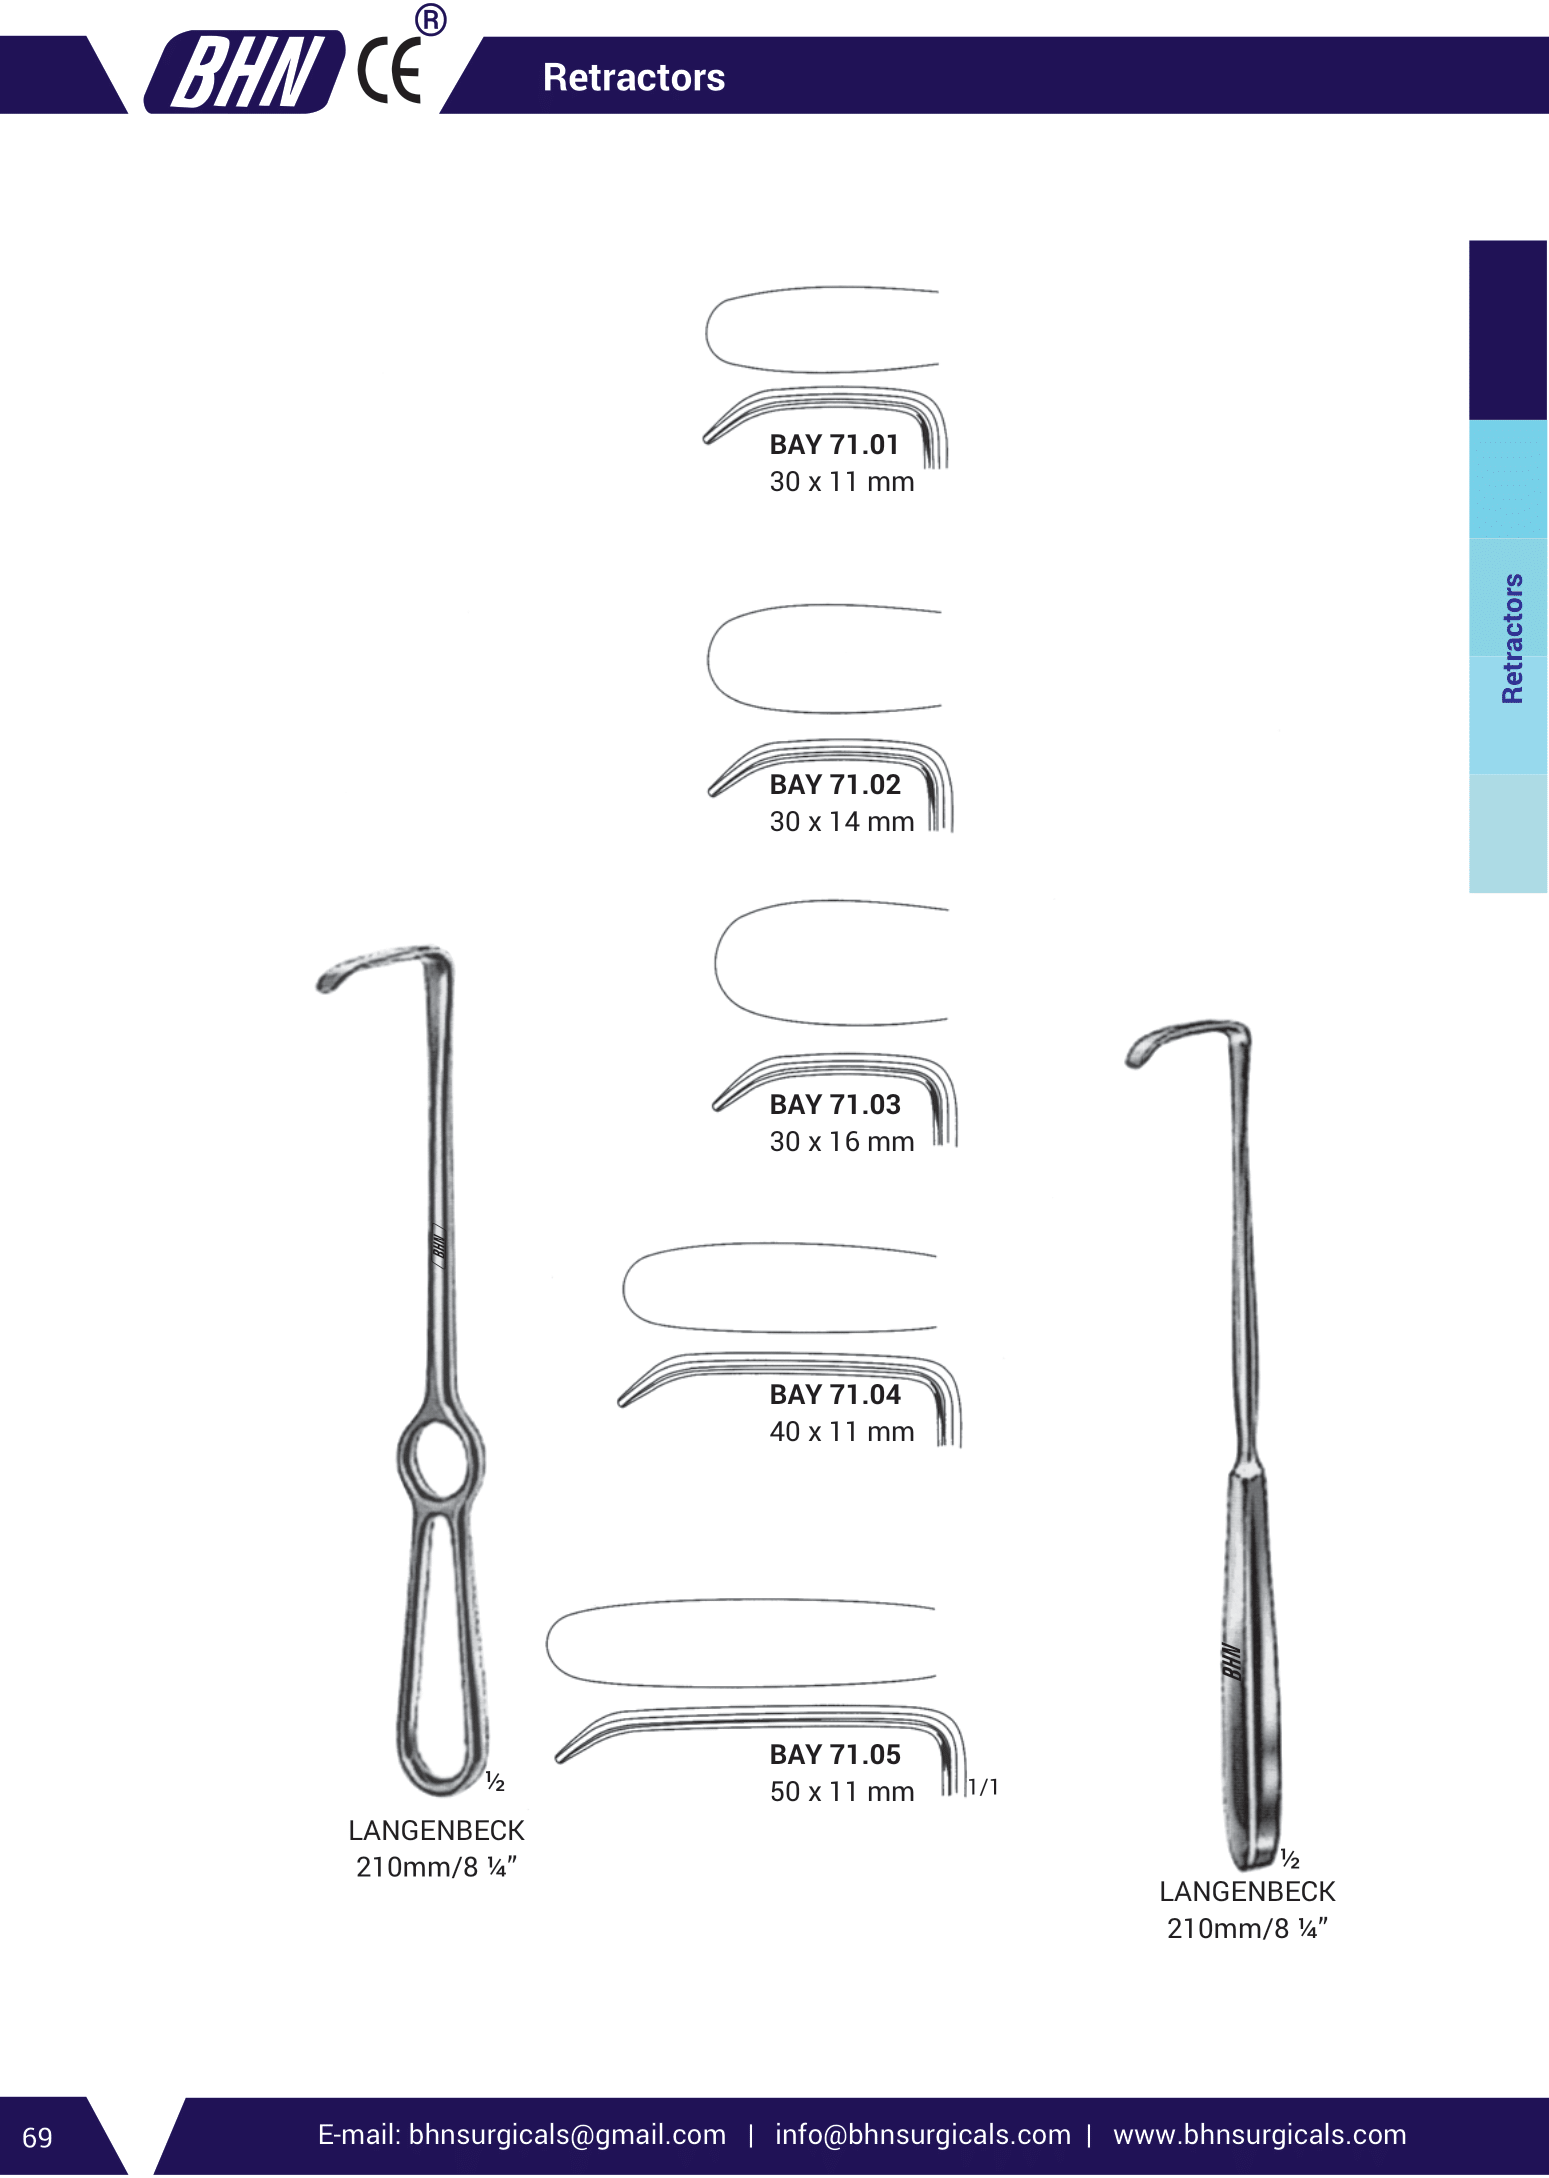 BHN CE ®
Retractors
BAY 71.01
30 x 11 mm
Retractors
BAY 71.02
30 x 14 mm
BAY 71.03
30 x 16 mm
BHN
BAY 71.04
40 x 11 mm
BHN
BAY 71.05
50 x 11 mm
1/1
½
LANGENBECK
210mm/8 ¼”
½
LANGENBECK
210mm/8 ¼”
69
E-mail: bhnsurgicals@gmail.com | info@bhnsurgicals.com | www.bhnsurgicals.com